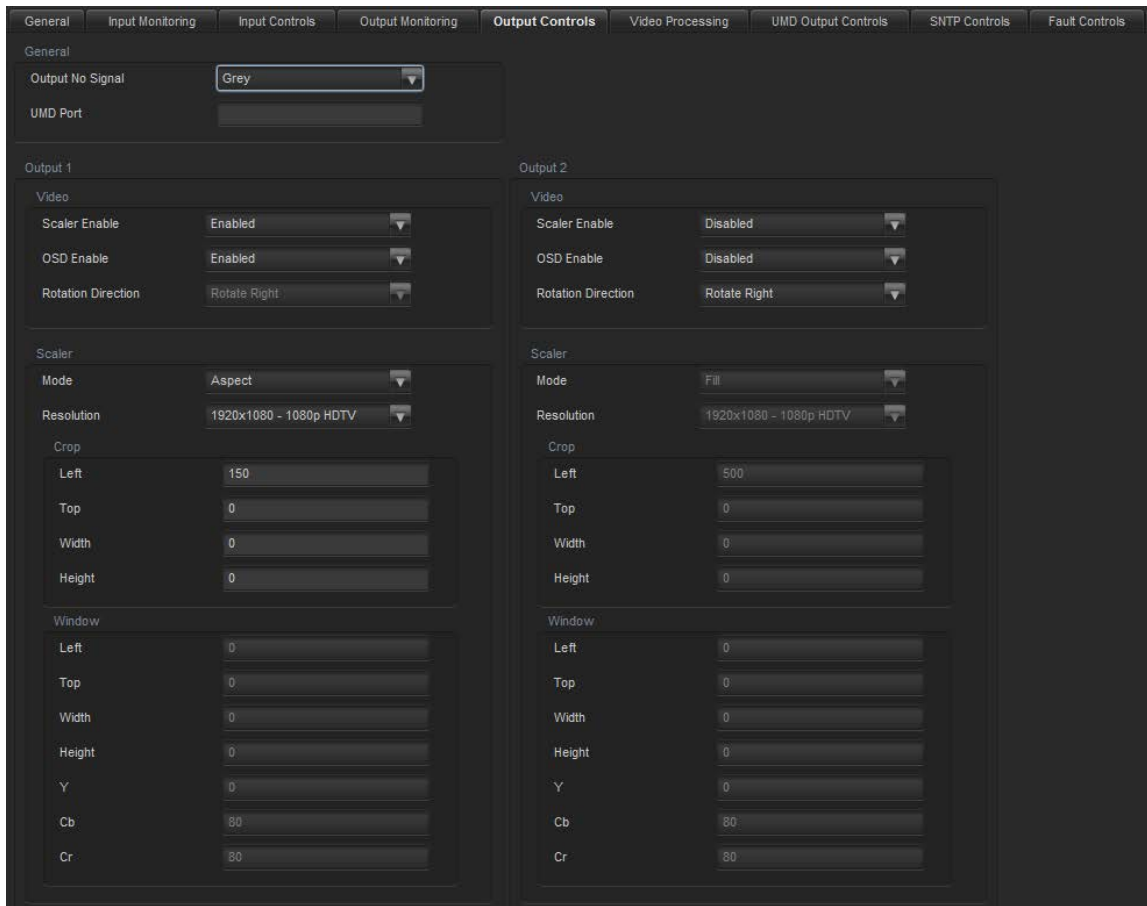 General Input Monitoring Input Controls Output Monitoring Output Controls Video Processing UMD Output Controls SNTP Controls Fault Controls
General
Output No Signal Grey
UMD Port
Output 1
Video
Scaler Enable Enabled
OSD Enable Enabled
Rotation Direction Rotate Right
Scaler
Mode Aspect
Resolution 1920x1080 - 1080p HDTV
Crop
Left 150
Top 0
Width 0
Height 0
Window
Left 0
Top 0
Width 0
Height 0
Y 0
Cb 80
Cr 80
Output 2
Video
Scaler Enable Disabled
OSD Enable Disabled
Rotation Direction Rotate Right
Scaler
Mode Fill
Resolution 1920x1080 - 1080p HDTV
Crop
Left 500
Top 0
Width 0
Height 0
Window
Left 0
Top 0
Width 0
Height 0
Y 0
Cb 80
Cr 80